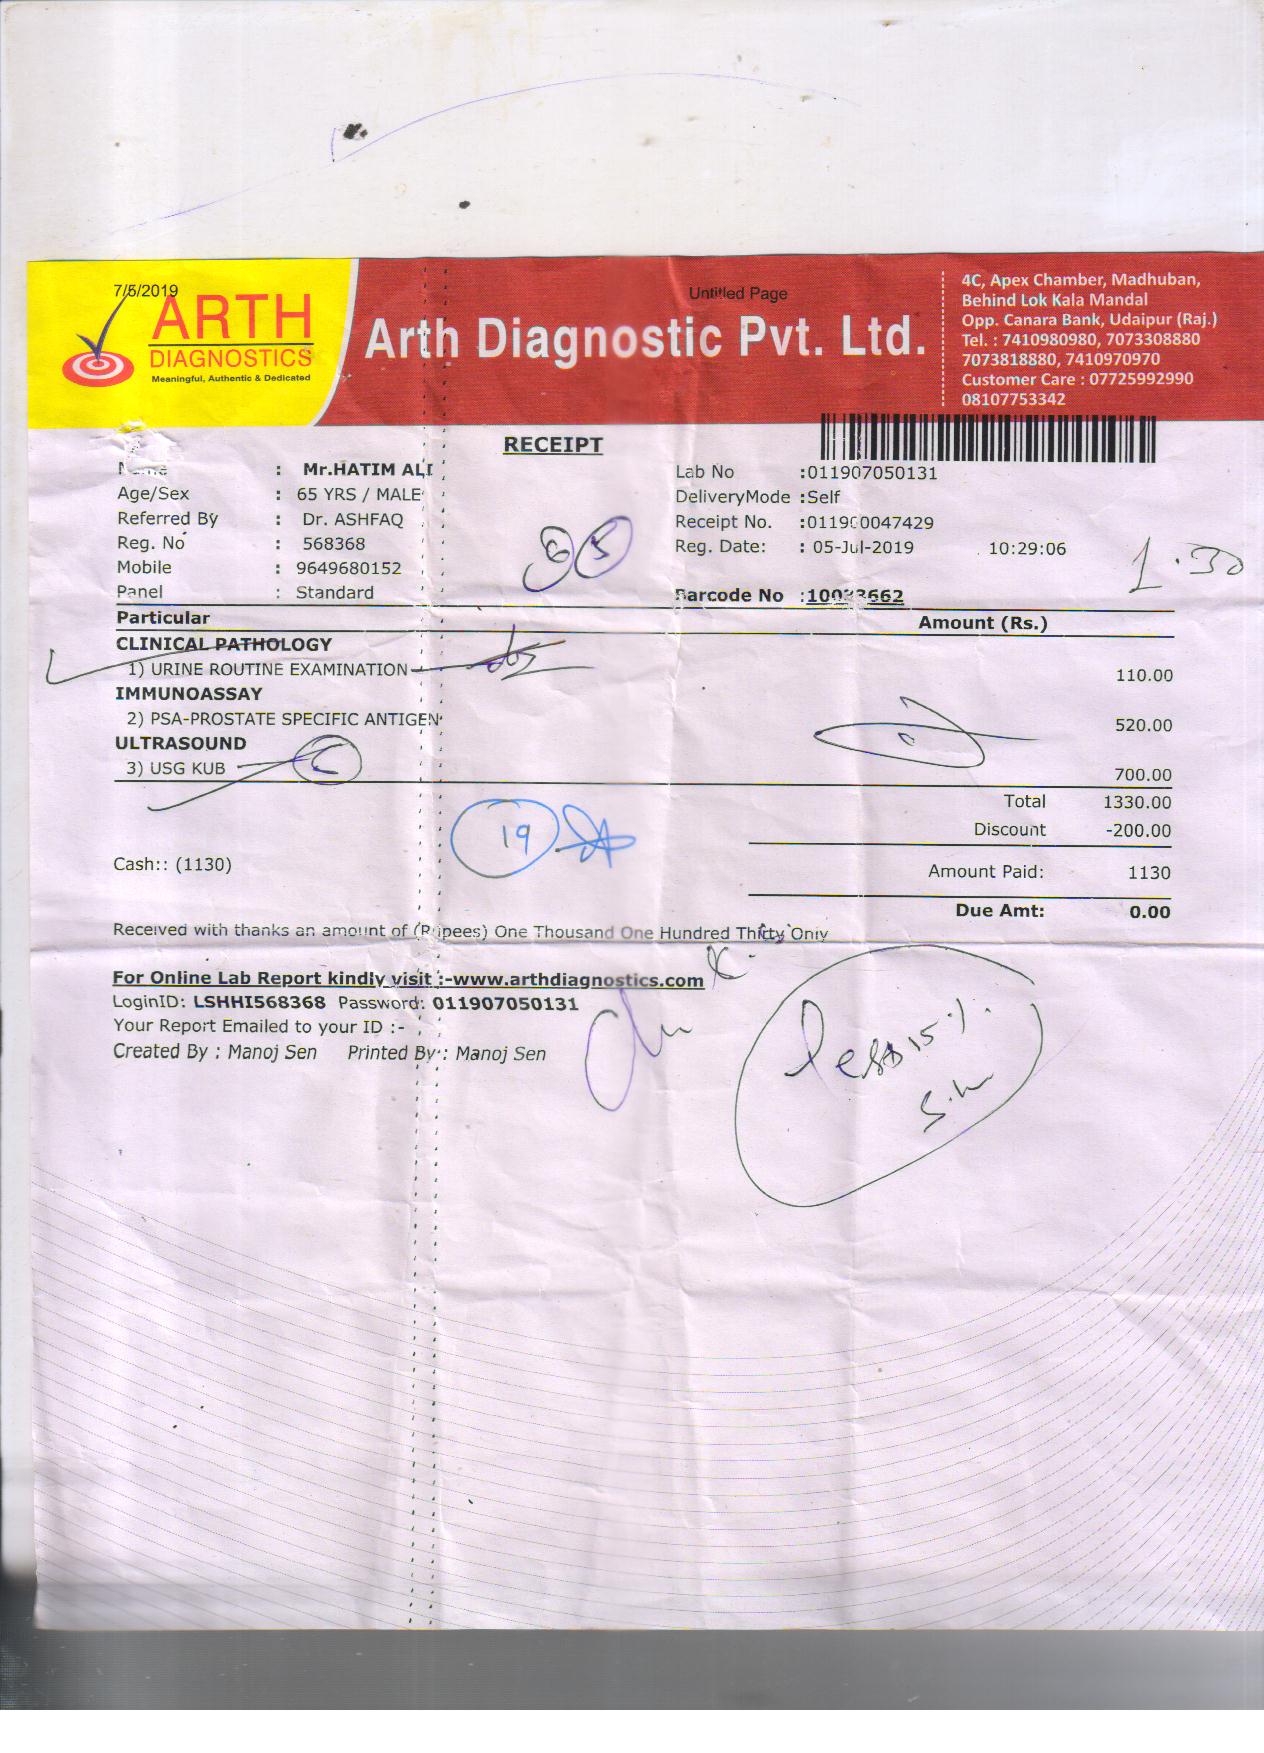 7/5/2019
Untitled Page
ARTH
DIAGNOSTICS
Meaningful, Authentic & Dedicated
Arth Diagnostic Pvt. Ltd.
4C, Apex Chamber, Madhuban,
Behind Lok Kala Mandal
Opp. Canara Bank, Udaipur (Raj.)
Tel. : 7410980980, 7073308880
7073818880, 7410970970
Customer Care : 07725992990
08107753342
RECEIPT
Name : Mr.HATIM ALI
Age/Sex : 65 YRS / MALE
Referred By : Dr. ASHFAQ
Reg. No : 568368
Mobile : 9649680152
Panel : Standard
Lab No :011907050131
DeliveryMode :Self
Receipt No. :011900047429
Reg. Date: : 05-Jul-2019 10:29:06
Barcode No :
1.30
Particular Amount (Rs.)
CLINICAL PATHOLOGY
1) URINE ROUTINE EXAMINATION 110.00
IMMUNOASSAY
2) PSA-PROSTATE SPECIFIC ANTIGEN 520.00
ULTRASOUND
3) USG KUB 700.00
Total 1330.00
Discount -200.00
19
Cash:: (1130)
Amount Paid: 1130
Due Amt: 0.00
Received with thanks an amount of (Rupees) One Thousand One Hundred Thirty Only
For Online Lab Report kindly visit :-www.arthdiagnostics.com
LoginID: LSHHI568368 Password: 011907050131
Your Report Emailed to your ID :-
Created By : Manoj Sen Printed By : Manoj Sen
less 15 %.